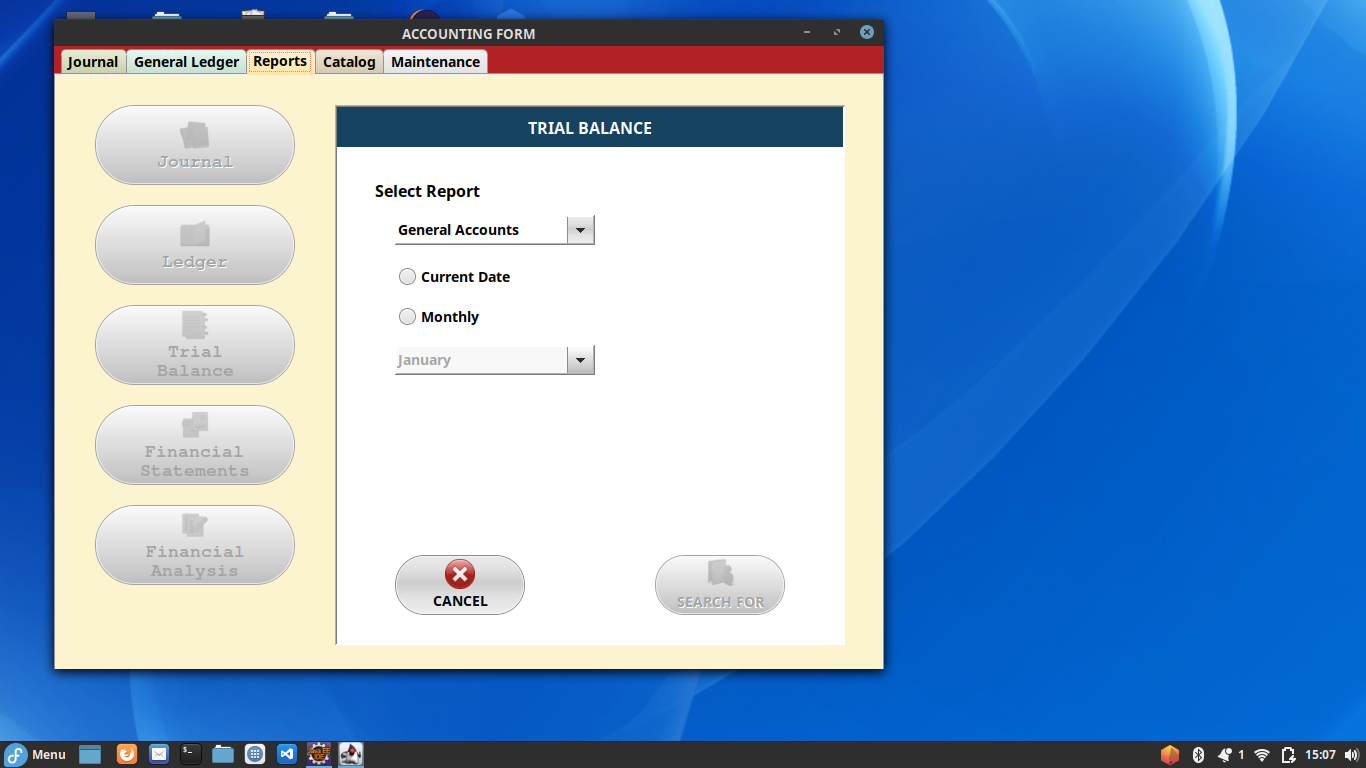 ACCOUNTING FORM
Journal General Ledger Reports Catalog Maintenance
Journal
Ledger
Trial
Balance
Financial
Statements
Financial
Analysis
TRIAL BALANCE
Select Report
General Accounts
Current Date
Monthly
January
CANCEL
SEARCH FOR
Menu
1
15:07